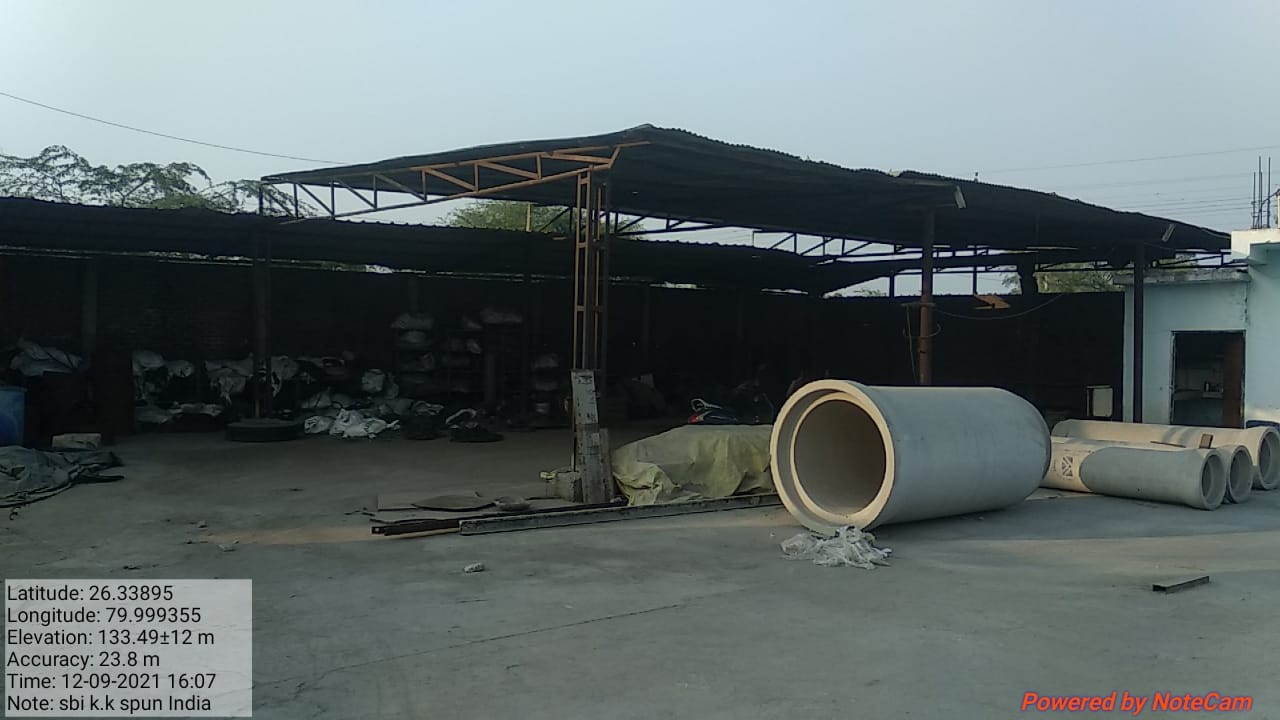 Latitude: 26.33895
Longitude: 79.999355
Elevation: 133.49±12 m
Accuracy: 23.8 m
Time: 12-09-2021 16:07
Note: sbi k.k spun India
Powered by NoteCam